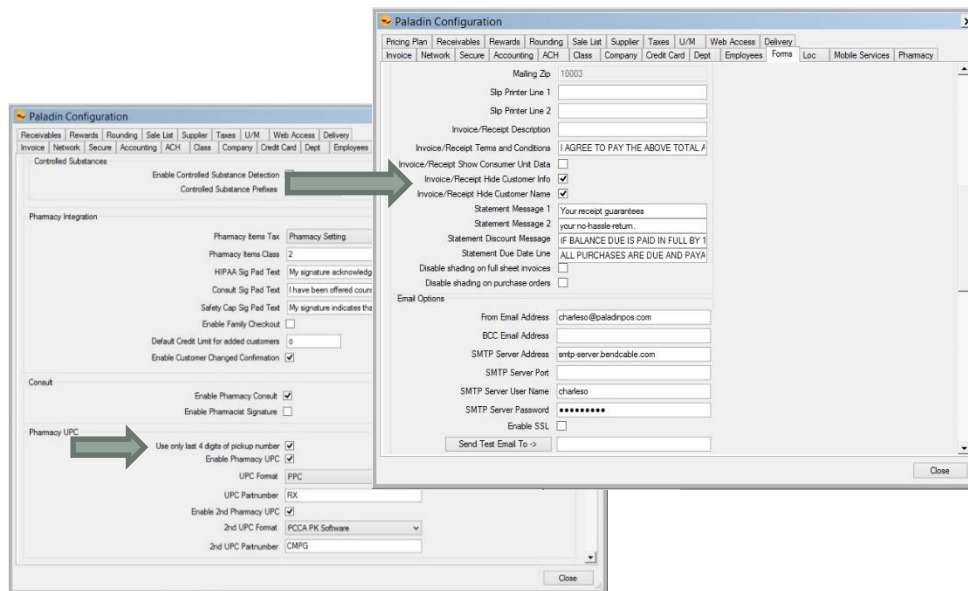 Paladin Configuration
Pricing Plan Receivables Rewards Rounding Sale List Supplier Taxes U/M Web Access Delivery
Invoice Network Secure Accounting ACH Class Company Credit Card Dept Employees Forms Loc Mobile Services Pharmacy
Mailing Zip 10003
Slip Printer Line 1
Slip Printer Line 2
Invoice/Receipt Description
Invoice/Receipt Terms and Conditions I AGREE TO PAY THE ABOVE TOTAL A
Invoice/Receipt Show Consumer Unit Data
Invoice/Receipt Hide Customer Info
Invoice/Receipt Hide Customer Name
Statement Message 1 Your receipt guarantees
Statement Message 2 your no-hassle-return.
Statement Discount Message IF BALANCE DUE IS PAID IN FULL BY 1
Statement Due Date Line ALL PURCHASES ARE DUE AND PAYA
Disable shading on full sheet invoices
Disable shading on purchase orders
Email Options
From Email Address charleso@paladinpos.com
BCC Email Address
SMTP Server Address smtp-server.bendcable.com
SMTP Server Port
SMTP Server User Name charleso
SMTP Server Password
Enable SSL
Send Test Email To ->
Close
Paladin Configuration
Receivables Rewards Rounding Sale List Supplier Taxes U/M Web Access Delivery
Invoice Network Secure Accounting ACH Class Company Credit Card Dept Employees
Controlled Substances
Enable Controlled Substance Detection
Controlled Substance Prefixes
Pharmacy Integration
Pharmacy Items Tax Pharmacy Setting
Pharmacy Items Class 2
HIPAA Sig Pad Text My signature acknowledg
Consult Sig Pad Text I have been offered coun
Safety Cap Sig Pad Text My signature indicates tha
Enable Family Checkout
Default Credit Limit for added customers 0
Enable Customer Changed Confirmation
Consult
Enable Pharmacy Consult
Enable Pharmacist Signature
Pharmacy UPC
Use only last 4 digits of pickup number
Enable Pharmacy UPC
UPC Format PPC
UPC Partnumber RX
Enable 2nd Pharmacy UPC
2nd UPC Format PCCA PK Software
2nd UPC Partnumber CMPG
Close